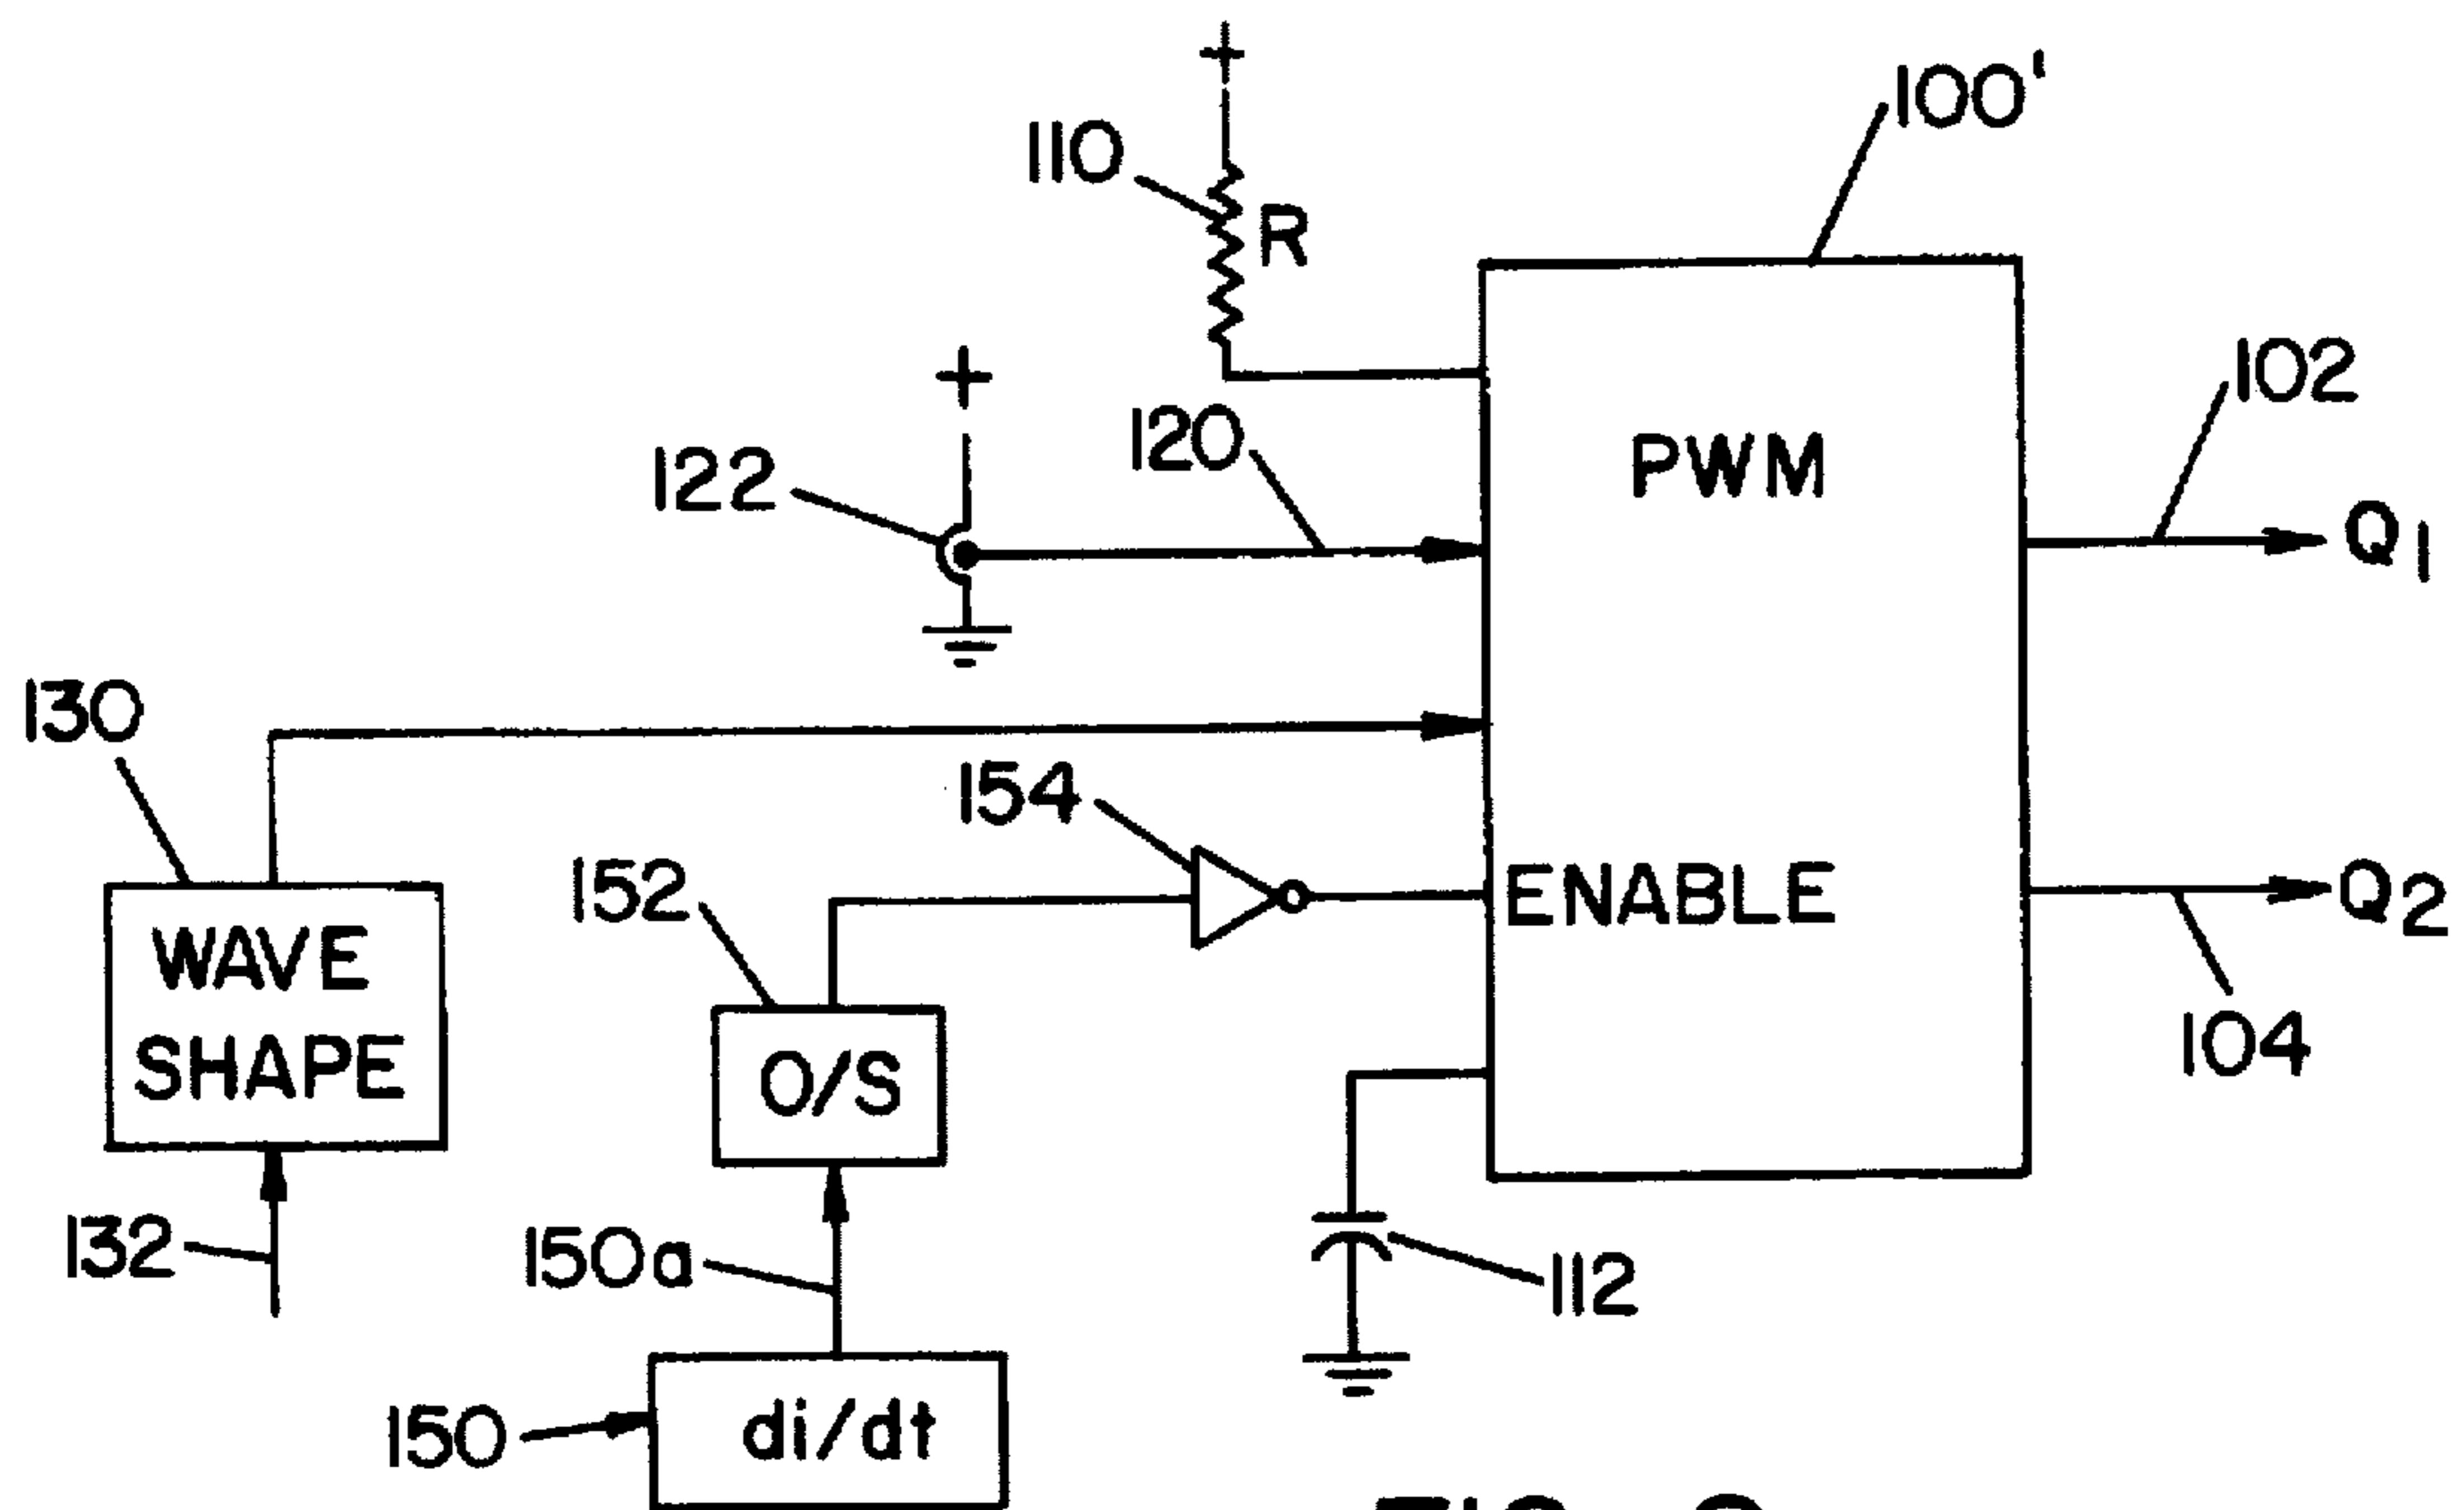 100'
110
R
102
120
PWM
122
Q1
130
154
152
ENABLE
Q2
WAVE
SHAPE
O/S
104
132
150a
112
150
di/dt